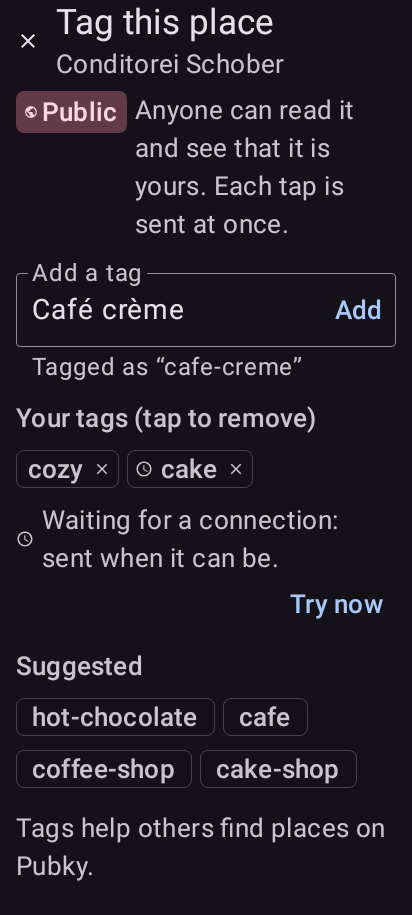 Tag this place
Conditorei Schober
Public
Anyone can read it
and see that it is
yours. Each tap is
sent at once.
Add a tag
Café crème
Add
Tagged as “cafe-creme”
Your tags (tap to remove)
cozy ×
cake ×
Waiting for a connection:
sent when it can be.
Try now
Suggested
hot-chocolate
cafe
coffee-shop
cake-shop
Tags help others find places on
Pubky.